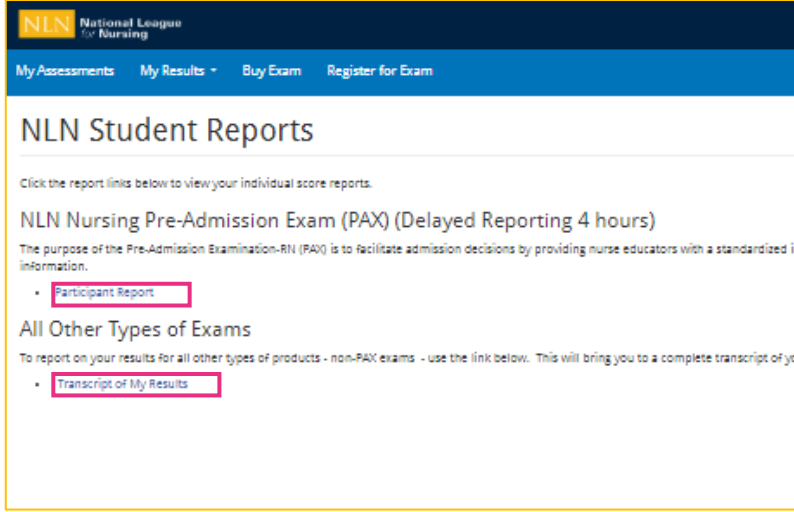 NLN National League
for Nursing
My Assessments My Results Buy Exam Register for Exam
NLN Student Reports
Click the report links below to view your individual score reports.
NLN Nursing Pre-Admission Exam (PAX) (Delayed Reporting 4 hours)
The purpose of the Pre-Admission Examination-RN (PAX) is to facilitate admission decisions by providing nurse educators with a standardized
information.
• Participant Report
All Other Types of Exams
To report on your results for all other types of products - non-PAX exams - use the link below. This will bring you to a complete transcript of
• Transcript of My Results